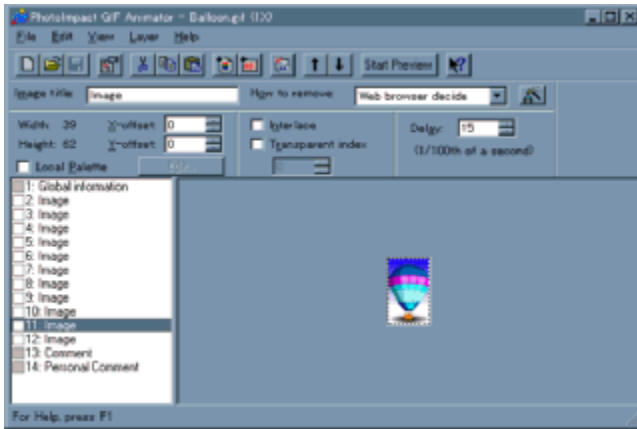 PhotoImpact GIF Animator - Balloon.gif (1X)
File Edit View Layer Help
Start Preview
Image title: Image How to remove: Web browser decide
Width: 39 X-offset: 0 Interlace Delay: 15
Height: 62 Y-offset: 0 Transparent index (1/100th of a second)
Local Palette
1: Global information
2: Image
3: Image
4: Image
5: Image
6: Image
7: Image
8: Image
9: Image
10: Image
11: Image
12: Image
13: Comment
14: Personal Comment
For Help, press F1